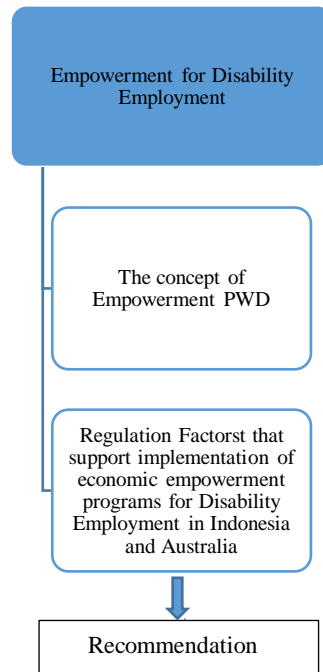 Empowerment for Disability
Employment
The concept of
Empowerment PWD
Regulation Factorst that
support implementation of
economic empowerment
programs for Disability
Employment in Indonesia
and Australia
Recommendation